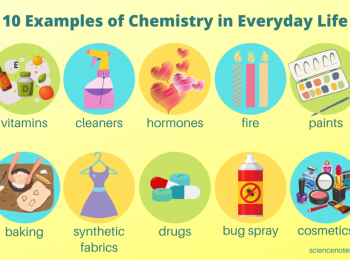 10 Examples of Chemistry in Everyday Life
E
D
vitamins
cleaners
hormones
fire
paints
baking
synthetic
fabrics
drugs
bug spray
cosmetics